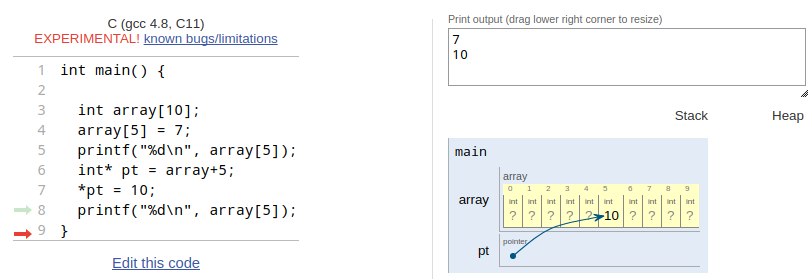 C (gcc 4.8, C11)
EXPERIMENTAL! known bugs/limitations
1 int main() {
2
3 int array[10];
4 array[5] = 7;
5 printf("%d\n", array[5]);
6 int* pt = array+5;
7 *pt = 10;
8 printf("%d\n", array[5]);
9 }
Edit this code
Print output (drag lower right corner to resize)
7
10
Stack Heap
main
array
0 1 2 3 4 5 6 7 8 9
int int int int int int int int int int
array ? ? ? ? ? 10 ? ? ? ?
pointer
pt